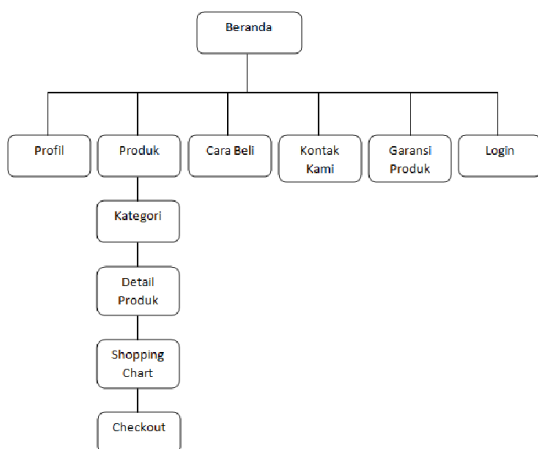 Beranda
Profil
Produk
Cara Beli
Kontak
Kami
Garansi
Produk
Login
Kategori
Detail
Produk
Shopping
Chart
Checkout